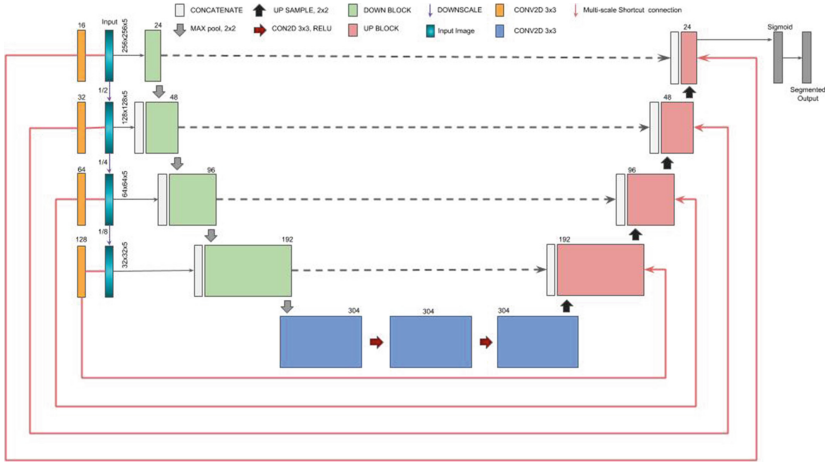 CONCATENATE
UP SAMPLE, 2x2
DOWN BLOCK
DOWNSCALE
CONV2D 3x3
Multi-scale Shortcut connection
MAX pool, 2x2
CON2D 3x3, RELU
UP BLOCK
Input Image
CONV2D 3x3
16
Input
256x256x5
24
24
Sigmoid
Segmented
Output
1/2
32
128x128x5
48
48
1/4
64
64x64x5
96
96
1/8
128
32x32x5
192
192
304
304
304